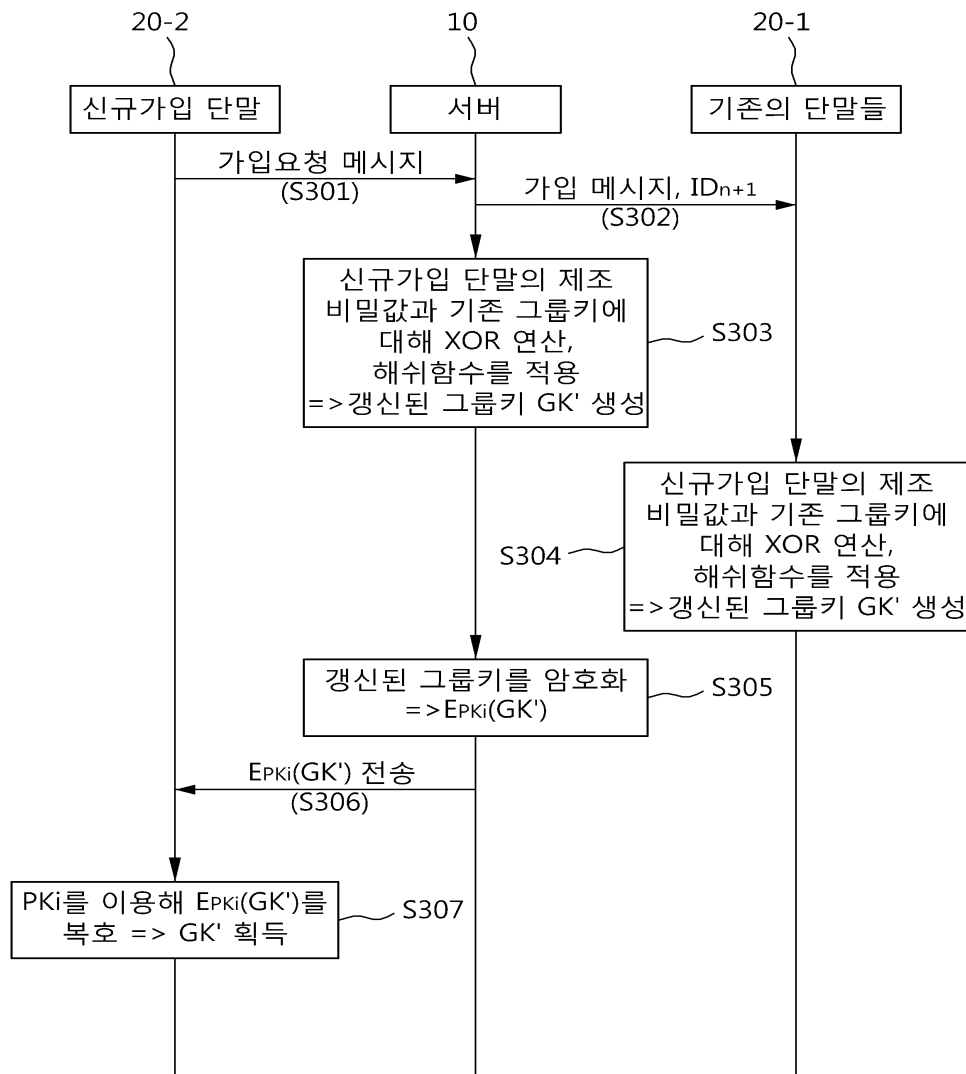 20-2
10
20-1
신규가입 단말
서버
기존의 단말들
가입요청 메시지
(S301)
가입 메시지, IDn+1
(S302)
신규가입 단말의 제조
비밀값과 기존 그룹키에
대해 XOR 연산,
해쉬함수를 적용
=>갱신된 그룹키 GK' 생성
S303
신규가입 단말의 제조
비밀값과 기존 그룹키에
대해 XOR 연산,
해쉬함수를 적용
=>갱신된 그룹키 GK' 생성
S304
갱신된 그룹키를 암호화
=>EPKi(GK')
S305
EPKi(GK') 전송
(S306)
PKi를 이용해 EPKi(GK')를
복호 => GK' 획득
S307